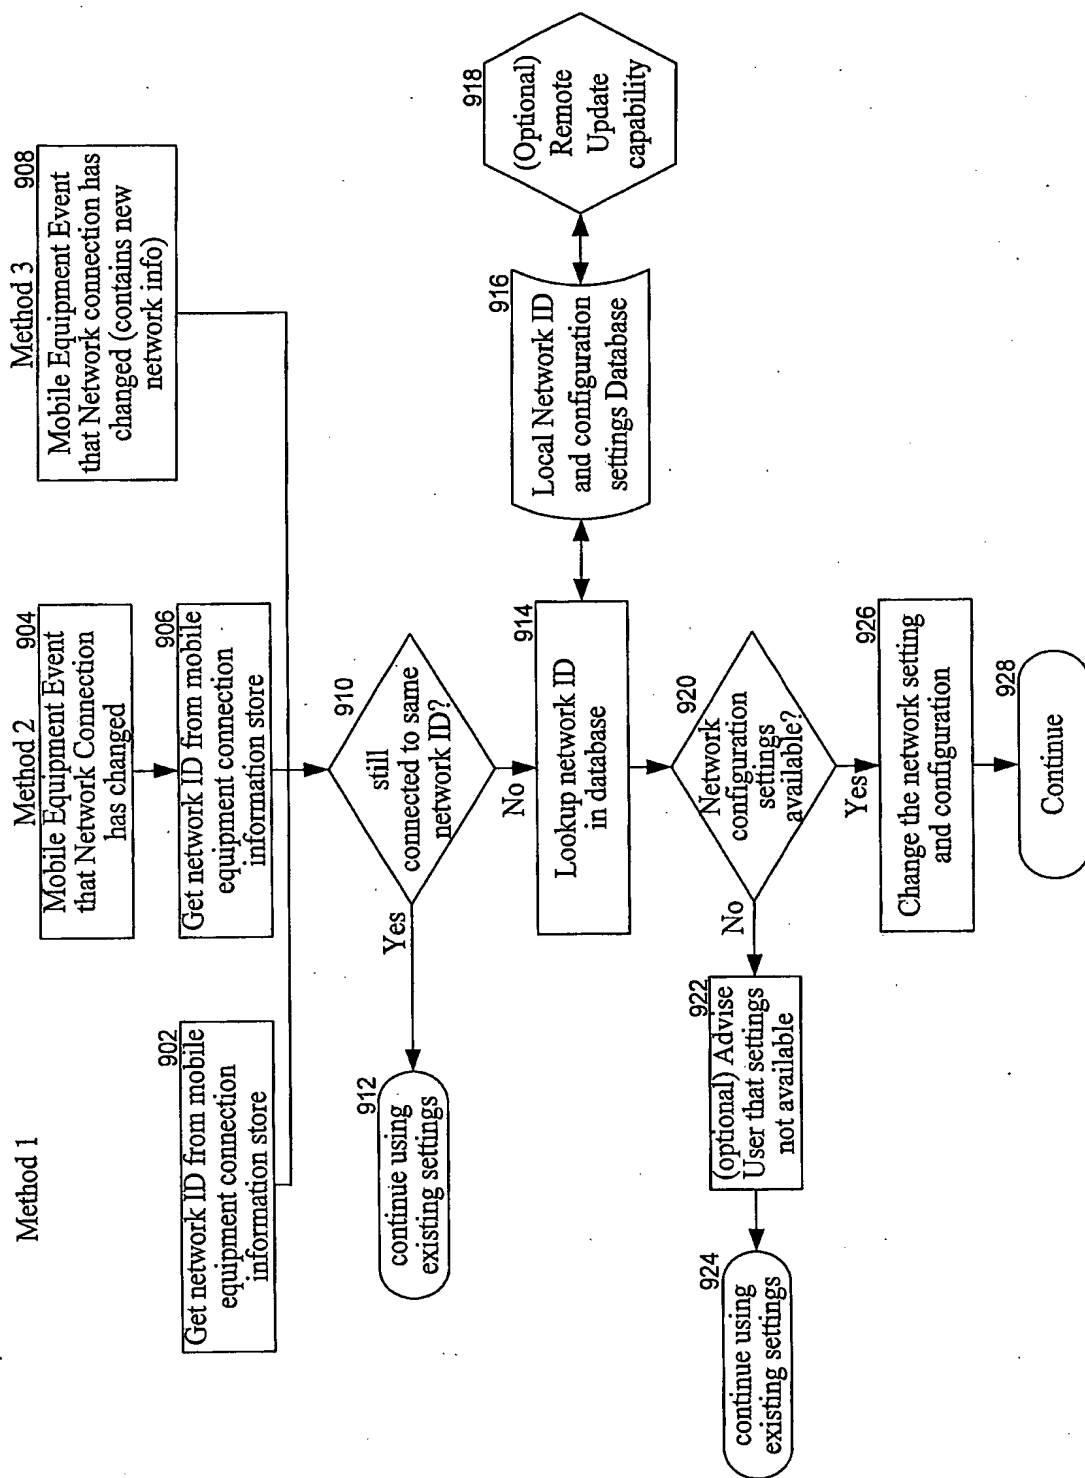 Method 1
902
Get network ID from mobile
equipment connection
information store
Method 2
904
Mobile Equipment Event
that Network Connection
has changed
906
Get network ID from mobile
equipment connection
information store
Method 3
908
Mobile Equipment Event
that Network connection has
changed (contains new
network info)
910
still
connected to same
network ID?
Yes
912
continue using
existing settings
No
914
Lookup network ID
in database
916
Local Network ID
and configuration
settings Database
918
(Optional)
Remote
Update
capability
920
Network
configuration
settings
available?
No
922
(optional) Advise
User that settings
not available
924
continue using
existing settings
Yes
926
Change the network setting
and configuration
928
Continue